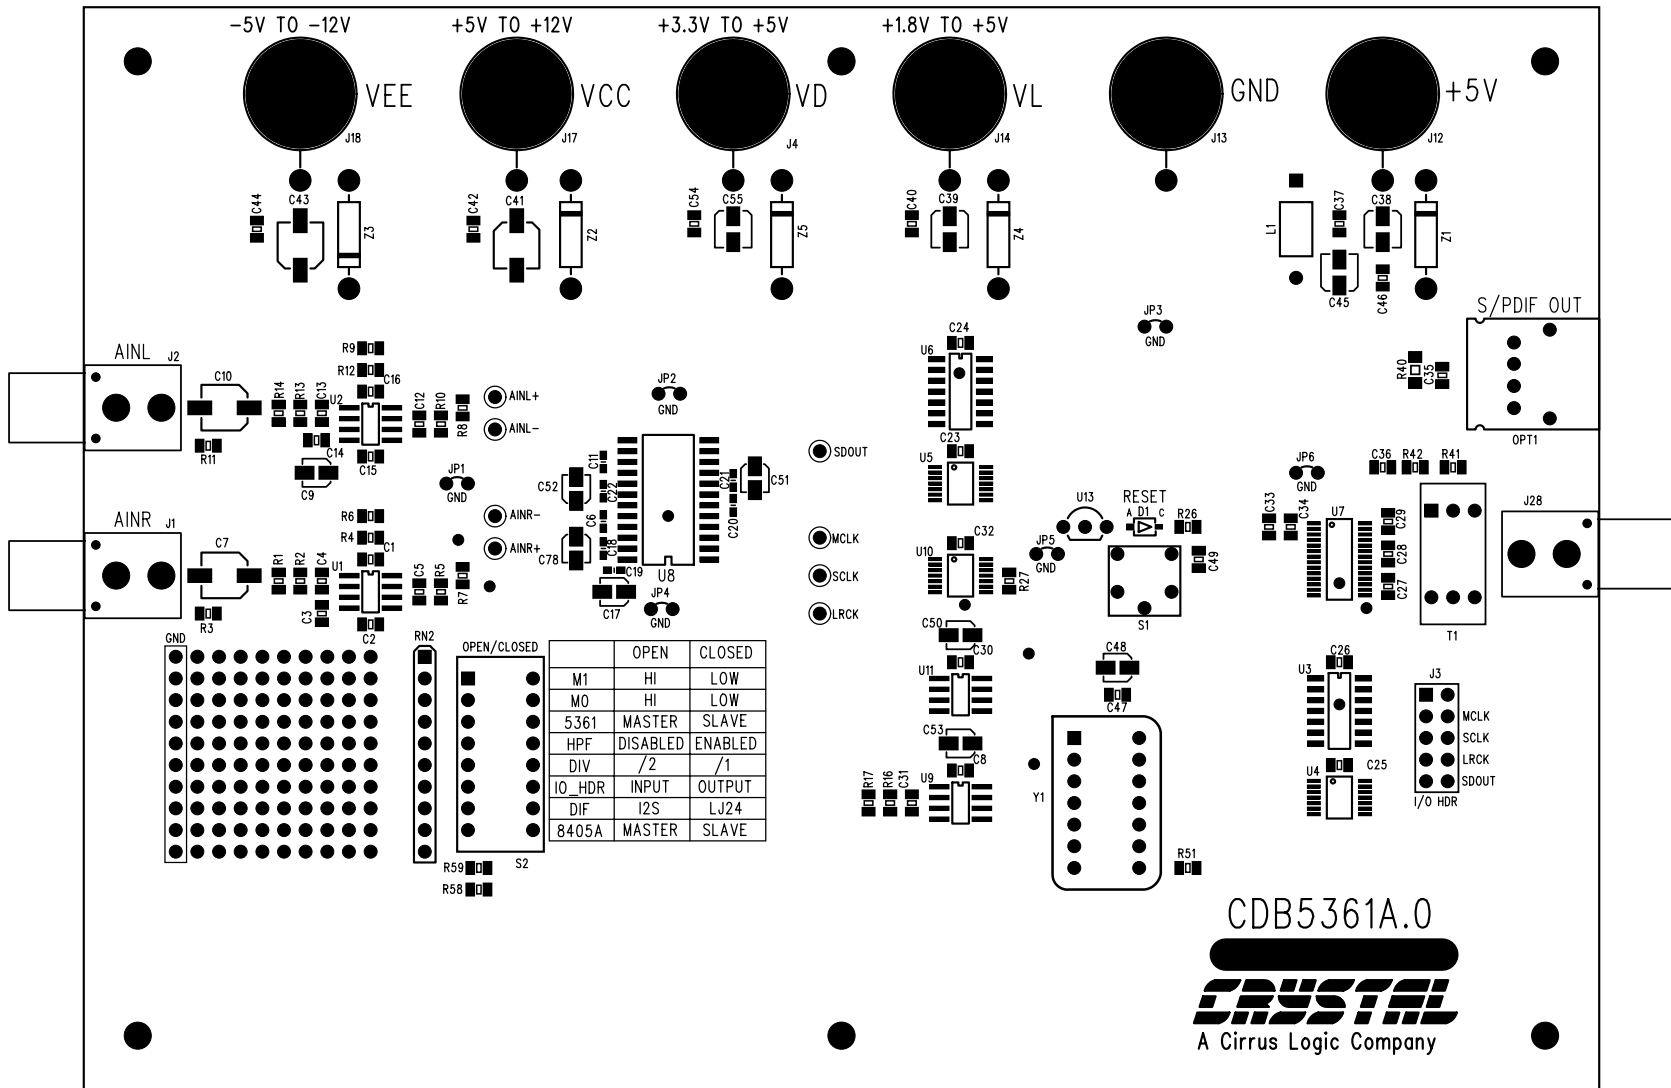 -5V TO -12V
+5V TO +12V
+3.3V TO +5V
+1.8V TO +5V
VEE
VCC
VD
VL
GND
+5V
J18
J17
J4
J14
J13
J12
C44
C43
Z3
C42
C41
Z2
C54
C55
Z5
C40
C39
Z4
L1
C37
C38
Z1
C45
C46
S/PDIF OUT
JP3
GND
C24
U6
R9
R12
C16
AINL
J2
C10
R14
R13
C13
U2
C12
R10
R8
AINL+
AINL-
JP2
GND
R40
C35
OPT1
R11
C14
C15
C9
JP1
GND
C11
C52
C22
C21
C51
C20
SDOUT
C23
U5
JP6
GND
C36
R42
R41
AINR
J1
R6
R4
C1
AINR-
AINR+
C6
C18
C78
C19
C17
U8
JP4
GND
MCLK
SCLK
LRCK
C32
U10
R27
U13
RESET
A D1 C
R26
JP5
GND
C49
S1
C33
C34
U7
C29
C28
C27
J28
T1
C7
R1
R2
C4
U1
C5
R5
R7
R3
C3
C2
GND
RN2
OPEN/CLOSED
OPEN CLOSED
M1 HI LOW
M0 HI LOW
5361 MASTER SLAVE
HPF DISABLED ENABLED
DIV /2 /1
IO_HDR INPUT OUTPUT
DIF I2S LJ24
8405A MASTER SLAVE
S2
R59
R58
C50
C30
U11
C48
C47
C53
C8
U9
R17
R16
C31
Y1
R51
C26
U3
U4
C25
J3
MCLK
SCLK
LRCK
SDOUT
I/O HDR
CDB5361A.0
CRYSTAL
A Cirrus Logic Company